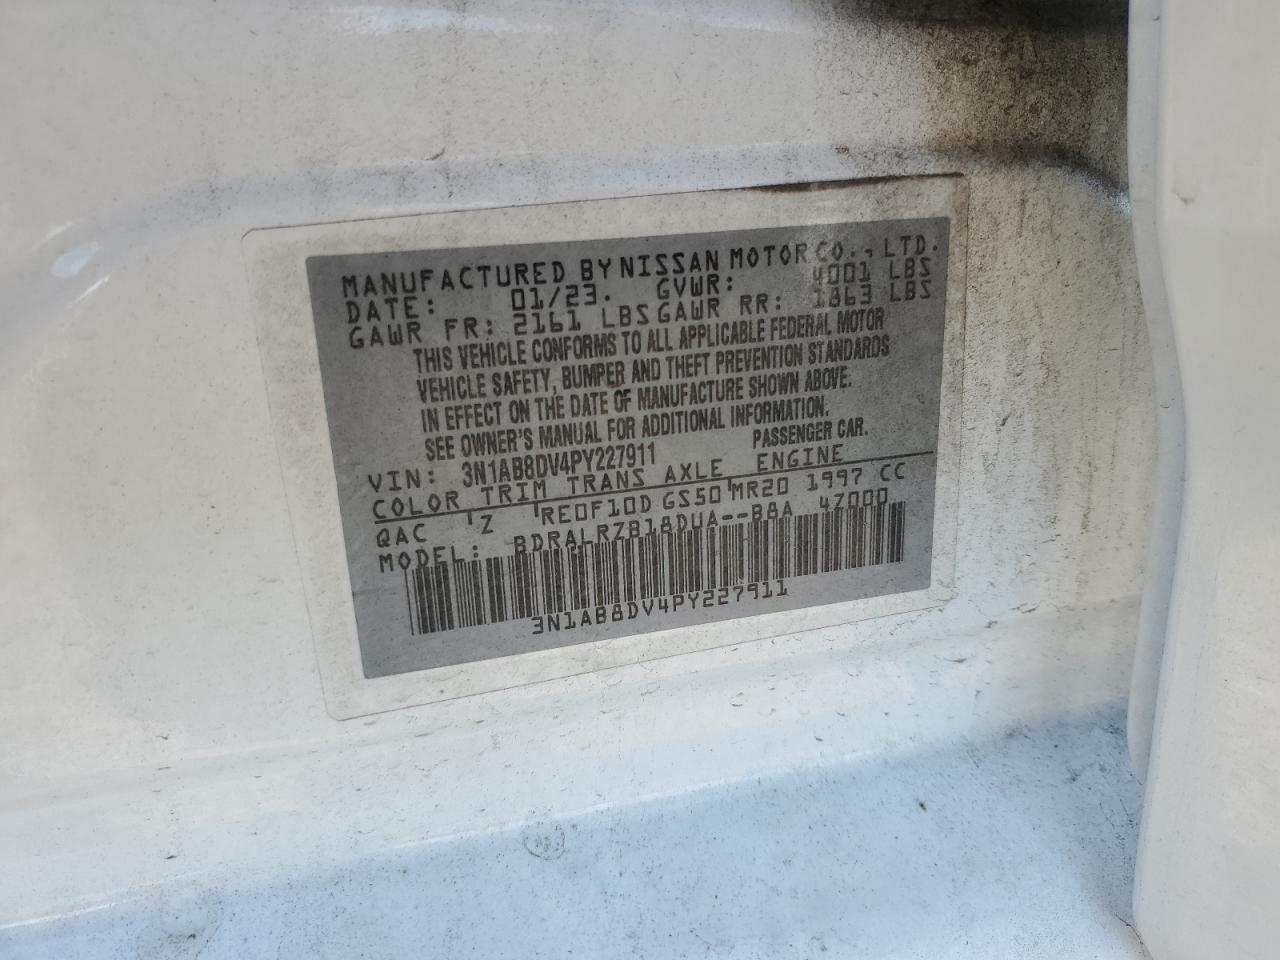 MANUFACTURED BY NISSAN MOTOR CO., LTD.
DATE: 01/23. GVWR: 4001 LBS
GAWR FR: 2161 LBS GAWR RR: 1863 LBS
THIS VEHICLE CONFORMS TO ALL APPLICABLE FEDERAL MOTOR
VEHICLE SAFETY, BUMPER AND THEFT PREVENTION STANDARDS
IN EFFECT ON THE DATE OF MANUFACTURE SHOWN ABOVE.
SEE OWNER'S MANUAL FOR ADDITIONAL INFORMATION.
VIN: 3N1AB8DV4PY227911 PASSENGER CAR.
COLOR TRIM TRANS AXLE ENGINE
QAC Z RE0F10D GS50 MR20 1997 CC
MODEL: BDRALRZB18DUA--B8A 4Z000
3N1AB8DV4PY227911